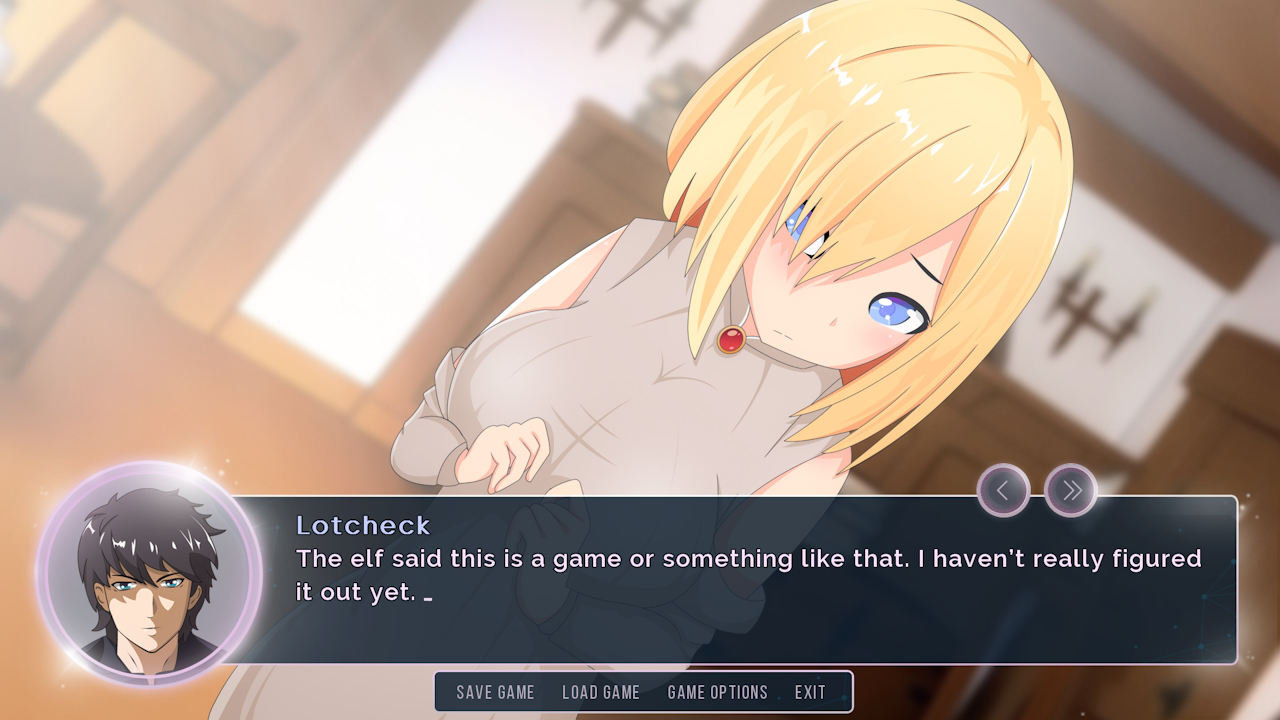 Lotcheck
The elf said this is a game or something like that. I haven’t really figured
it out yet. _
SAVE GAME LOAD GAME GAME OPTIONS EXIT